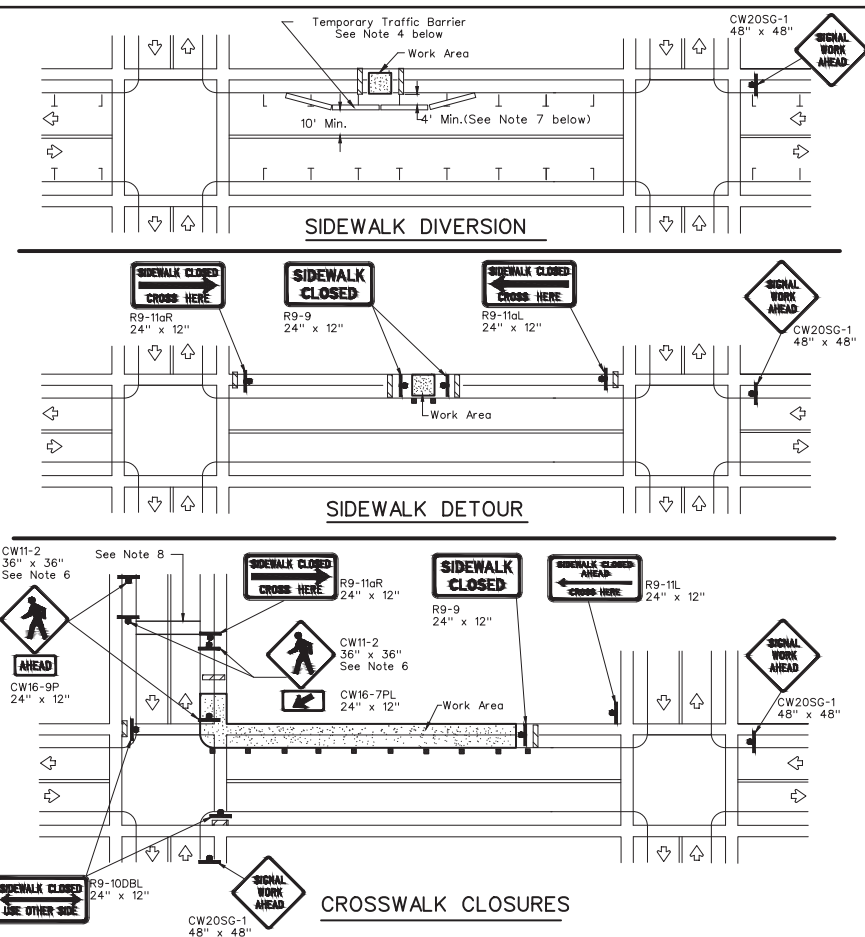 Temporary Traffic Barrier
See Note 4 below
Work Area
CW20SG-1
48" x 48"
SIGNAL
WORK
AHEAD
10' Min.
4' Min.(See Note 7 below)
SIDEWALK DIVERSION
SIDEWALK CLOSED
CROSS HERE
R9-11aR
24" x 12"
SIDEWALK
CLOSED
R9-9
24" x 12"
SIDEWALK CLOSED
CROSS HERE
R9-11aL
24" x 12"
SIGNAL
WORK
AHEAD
CW20SG-1
48" x 48"
Work Area
SIDEWALK DETOUR
CW11-2
36" x 36"
See Note 6
See Note 8
AHEAD
CW16-9P
24" x 12"
SIDEWALK CLOSED
CROSS HERE
R9-11aR
24" x 12"
CW11-2
36" x 36"
See Note 6
CW16-7PL
24" x 12"
SIDEWALK
CLOSED
R9-9
24" x 12"
SIDEWALK CLOSED
AHEAD
CROSS HERE
R9-11L
24" x 12"
SIGNAL
WORK
AHEAD
CW20SG-1
48" x 48"
Work Area
SIDEWALK CLOSED
USE OTHER SIDE
R9-10DBL
24" x 12"
SIGNAL
WORK
AHEAD
CW20SG-1
48" x 48"
CROSSWALK CLOSURES